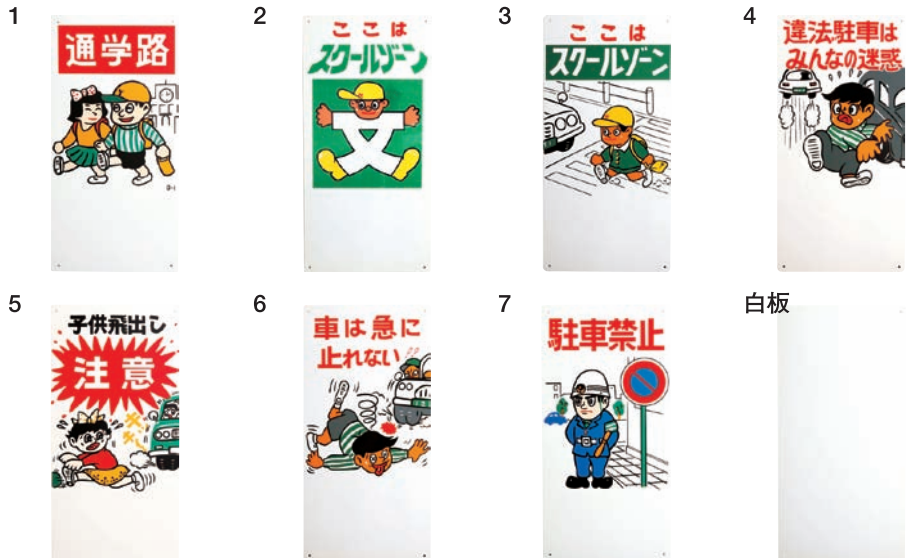 1
通学路
2
ここは
スクールゾーン
文
3
ここは
スクールゾーン
4
違法駐車は
みんなの迷惑
5
子供飛出し
注意
キキ
6
車は急に
止れない
7
駐車禁止
白板